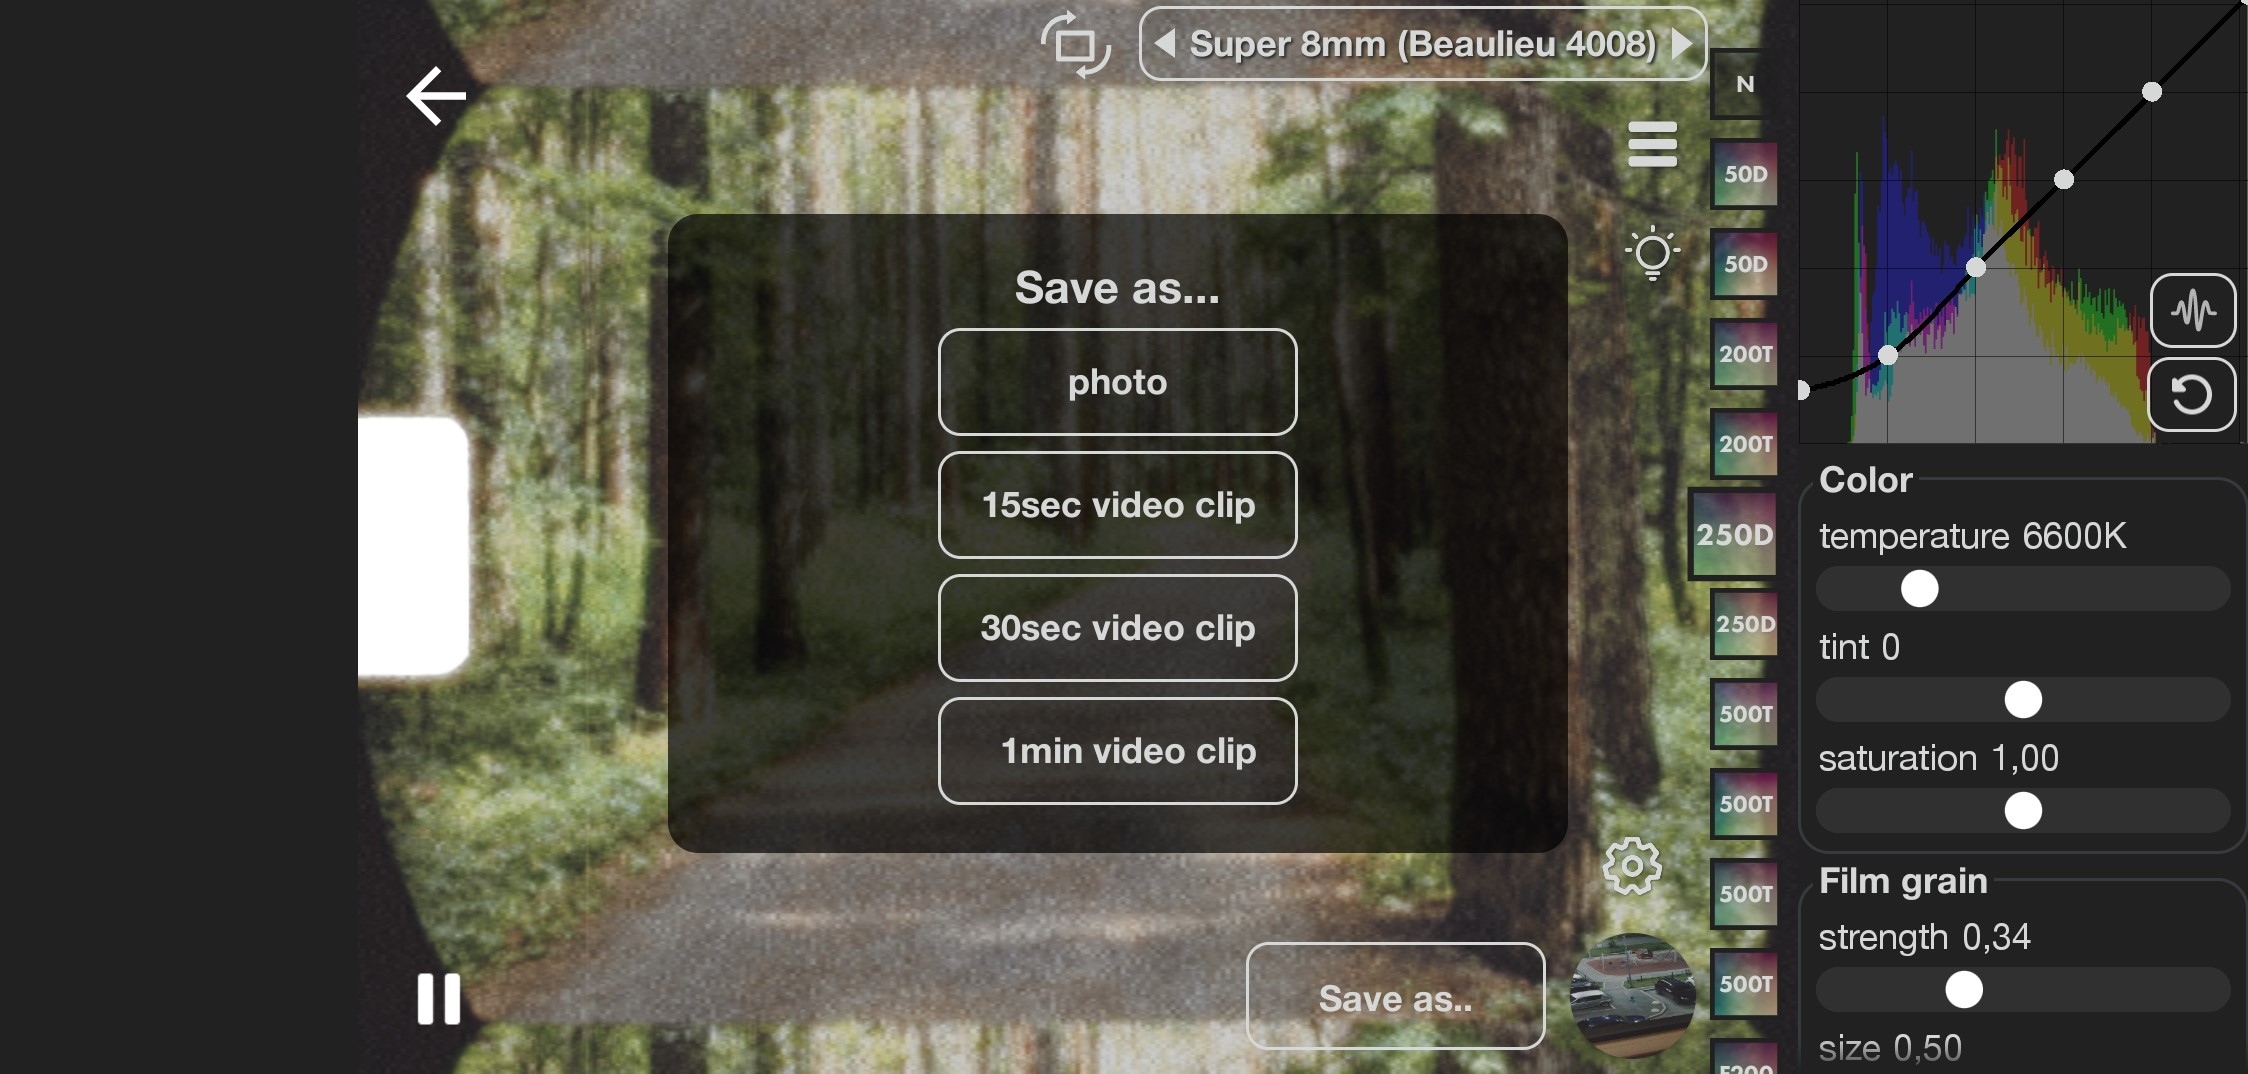 Super 8mm (Beaulieu 4008)
N
50D
50D
200T
200T
250D
250D
500T
500T
500T
500T
Save as...
photo
15sec video clip
30sec video clip
1min video clip
Save as..
Color
temperature 6600K
tint 0
saturation 1,00
Film grain
strength 0,34
size 0,50